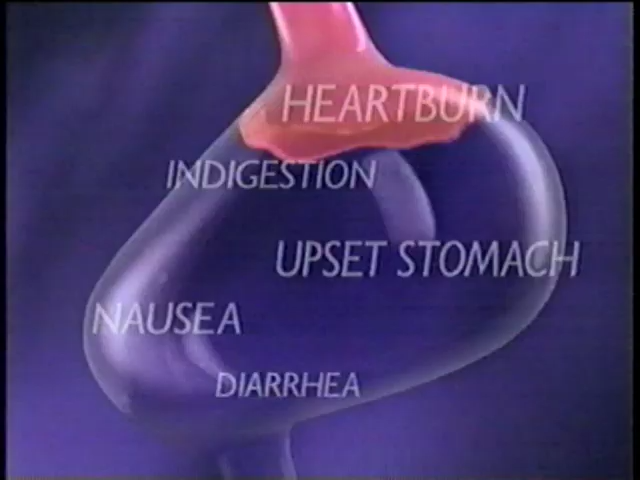 HEARTBURN
INDIGESTION
UPSET STOMACH
NAUSEA
DIARRHEA